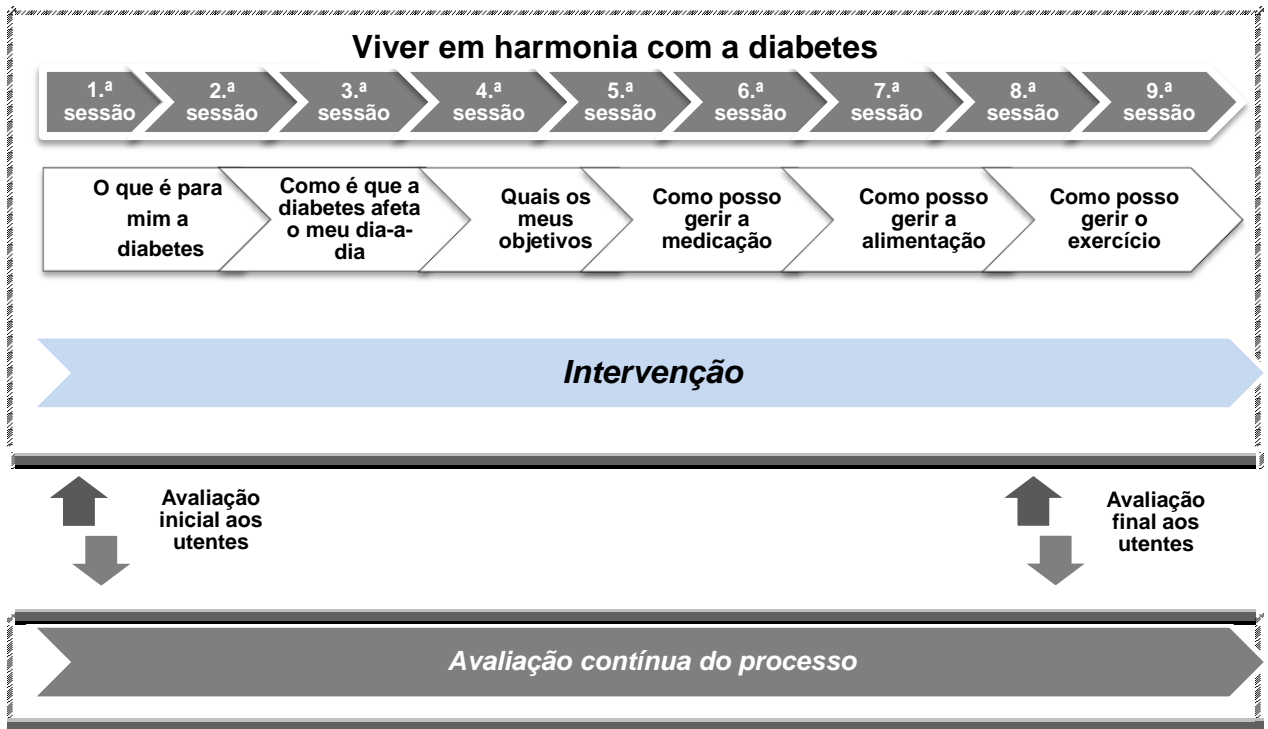 Viver em harmonia com a diabetes
1.ª
sessão
2.ª
sessão
3.ª
sessão
4.ª
sessão
5.ª
sessão
6.ª
sessão
7.ª
sessão
8.ª
sessão
9.ª
sessão
O que é para
mim a
diabetes
Como é que a
diabetes afeta
o meu dia-a-
dia
Quais os
meus
objetivos
Como posso
gerir a
medicação
Como posso
gerir a
alimentação
Como posso
gerir o
exercício
Intervenção
Avaliação
inicial aos
utentes
Avaliação
final aos
utentes
Avaliação contínua do processo